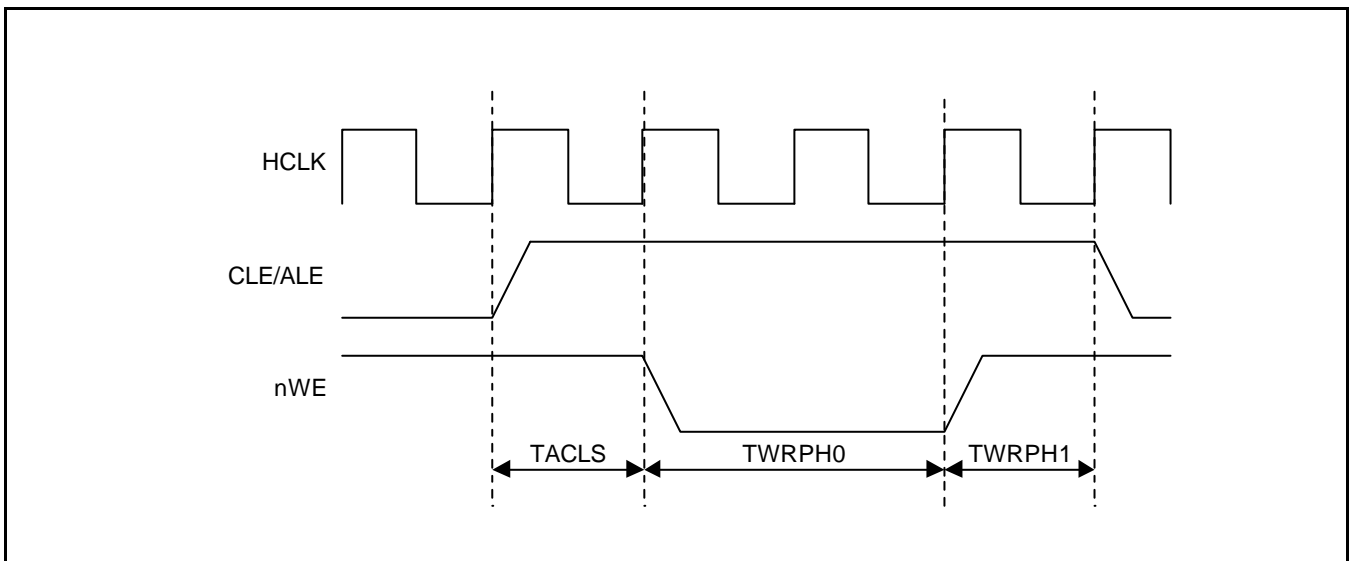 HCLK
CLE/ALE
nWE
TACLS
TWRPH0
TWRPH1